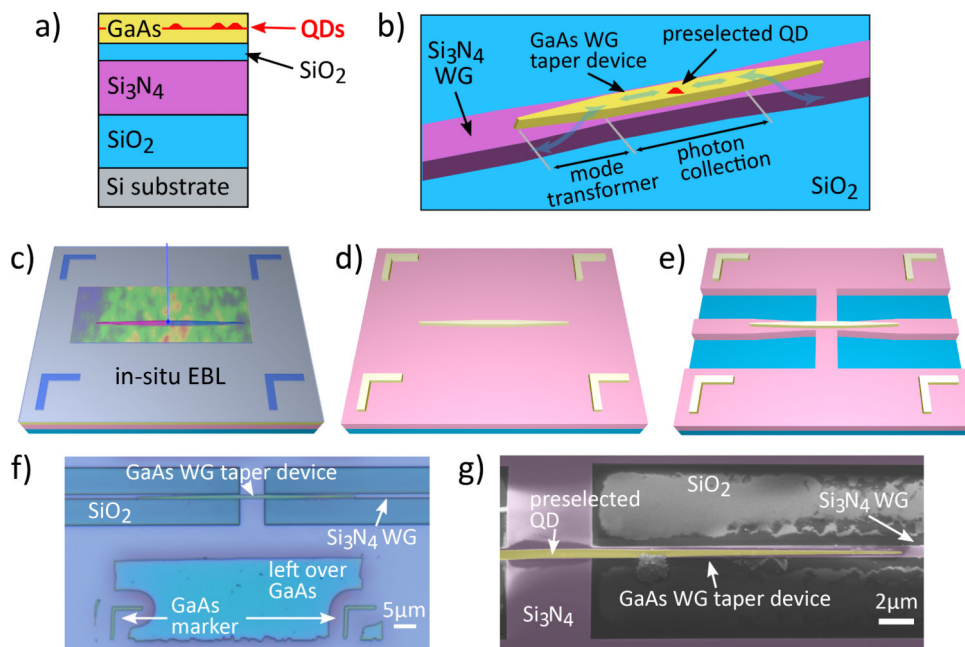 a)
GaAs
QDs
SiO2
Si3N4
SiO2
Si substrate
b)
Si3N4
WG
GaAs WG
taper device
preselected QD
mode
transformer
photon
collection
SiO2
c)
in-situ EBL
d)
e)
f)
GaAs WG taper device
SiO2
Si3N4 WG
left over
GaAs
GaAs
marker
5μm
g)
preselected
QD
SiO2
Si3N4 WG
Si3N4
GaAs WG taper device
2μm